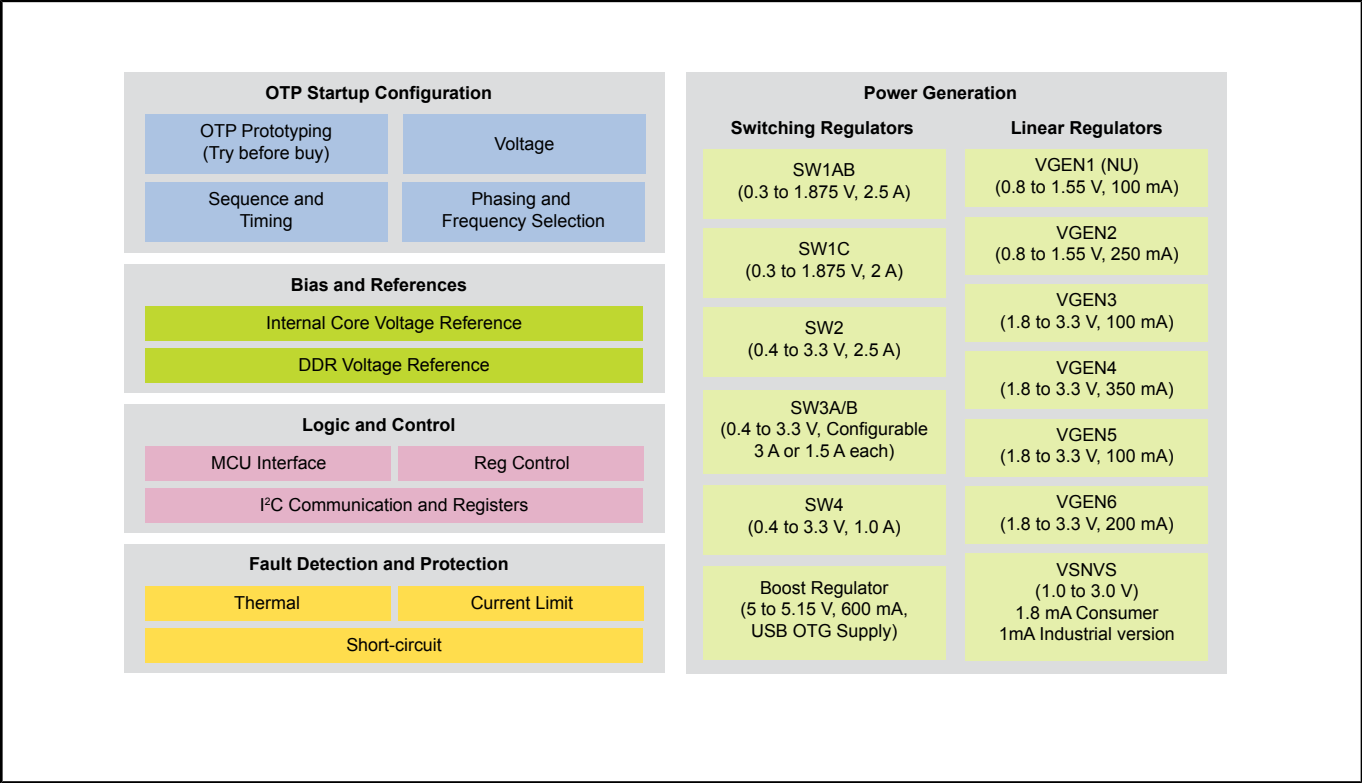 OTP Startup Configuration
OTP Prototyping
(Try before buy)
Voltage
Sequence and
Timing
Phasing and
Frequency Selection
Bias and References
Internal Core Voltage Reference
DDR Voltage Reference
Logic and Control
MCU Interface
Reg Control
I²C Communication and Registers
Fault Detection and Protection
Thermal
Current Limit
Short-circuit
Power Generation
Switching Regulators
SW1AB
(0.3 to 1.875 V, 2.5 A)
SW1C
(0.3 to 1.875 V, 2 A)
SW2
(0.4 to 3.3 V, 2.5 A)
SW3A/B
(0.4 to 3.3 V, Configurable
3 A or 1.5 A each)
SW4
(0.4 to 3.3 V, 1.0 A)
Boost Regulator
(5 to 5.15 V, 600 mA,
USB OTG Supply)
Linear Regulators
VGEN1 (NU)
(0.8 to 1.55 V, 100 mA)
VGEN2
(0.8 to 1.55 V, 250 mA)
VGEN3
(1.8 to 3.3 V, 100 mA)
VGEN4
(1.8 to 3.3 V, 350 mA)
VGEN5
(1.8 to 3.3 V, 100 mA)
VGEN6
(1.8 to 3.3 V, 200 mA)
VSNVS
(1.0 to 3.0 V)
1.8 mA Consumer
1mA Industrial version